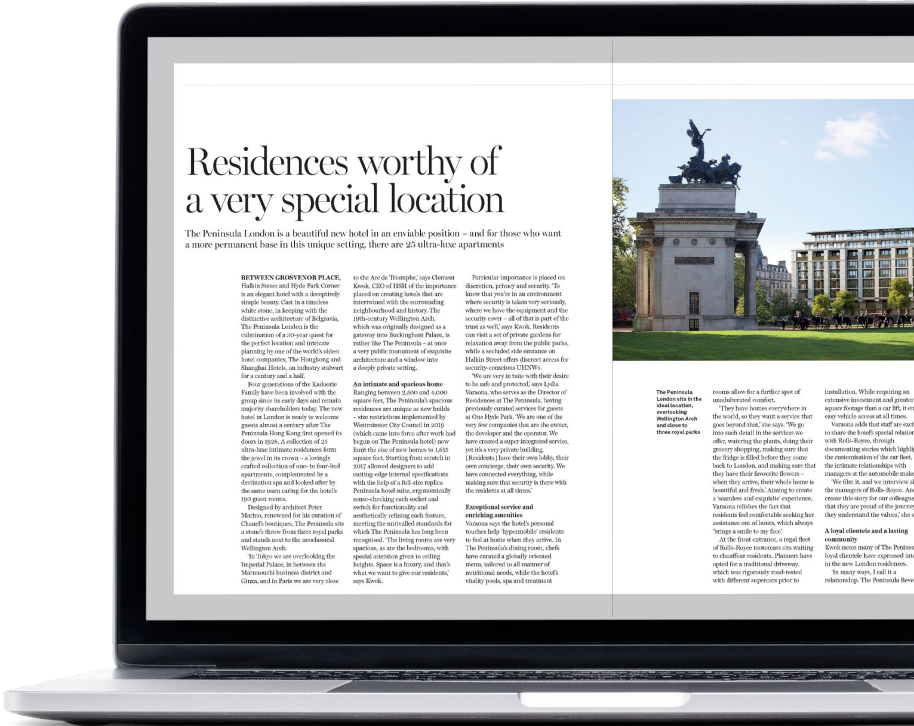 Residences worthy of
a very special location
The Peninsula London is a beautiful new hotel in an enviable position – and for those who want
a more permanent base in this unique setting, there are 25 ultra-luxe apartments
BETWEEN GROSVENOR PLACE,
Halkin Street and Hyde Park Corner
is an elegant hotel with a deceptively
simple beauty. Cast in a timeless
white stone, in keeping with the
distinctive architecture of Belgravia,
The Peninsula London is the
culmination of a 30-year quest for
the perfect location and intricate
planning by one of the world's oldest
hotel companies, The Hongkong and
Shanghai Hotels, an industry stalwart
for a century and a half.
Four generations of the Kadoorie
Family have been involved with the
group since its early days and remain
majority shareholders today. The new
hotel in London is ready to welcome
guests almost a century after The
Peninsula Hong Kong first opened its
doors in 1928. A collection of 25
ultra-luxe intimate residences form
the jewel in its crown – a lovingly
crafted collection of one- to four-bed
apartments, complemented by a
destination spa and looked after by
the same team caring for the hotel's
190 guest rooms.
Designed by architect Peter
Marino, renowned for his curation of
Chanel's boutiques, The Peninsula sits
a stone's throw from three royal parks
and stands next to the neoclassical
Wellington Arch.
'In Tokyo we are overlooking the
Imperial Palace, in between the
Marunouchi business district and
Ginza, and in Paris we are very close
to the Arc de Triomphe,' says Clement
Kwok, CEO of HSH of the importance
placed on creating hotels that are
intertwined with the surrounding
neighbourhood and history. The
19th-century Wellington Arch,
which was originally designed as a
gateway into Buckingham Palace, is
rather like The Peninsula – at once
a very public monument of exquisite
architecture and a window into
a deeply private setting.
An intimate and spacious home
Ranging between 2,500 and 4,000
square feet, The Peninsula's spacious
residences are unique as new builds
– size restrictions implemented by
Westminster City Council in 2019
(which came into force after work had
begun on The Peninsula hotel) now
limit the size of new homes to 1,615
square feet. Starting from scratch in
2017 allowed designers to add
cutting-edge internal specifications
with the help of a full-size replica
Peninsula hotel suite, ergonomically
sense-checking each socket and
switch for functionality and
aesthetically refining each feature,
meeting the unrivalled standards for
which The Peninsula has long been
recognised. 'The living rooms are very
spacious, as are the bedrooms, with
special attention given to ceiling
heights. Space is a luxury, and that's
what we want to give our residents,'
says Kwok.
Particular importance is placed on
discretion, privacy and security. 'To
know that you're in an environment
where security is taken very seriously,
where we have the equipment and the
security cover – all of that is part of the
trust as well,' says Kwok. Residents
can visit a set of private gardens for
relaxation away from the public parks,
while a secluded side entrance on
Halkin Street offers discreet access for
security-conscious UHNWs.
'We are very in tune with their desire
to be safe and protected,' says Lydia
Varaona, who serves as the Director of
Residences at The Peninsula, having
previously curated services for guests
at One Hyde Park. 'We are one of the
very few companies that are the owner,
the developer and the operator. We
have created a super integrated service,
yet it's a very private building.
[Residents] have their own lobby, their
own concierge, their own security. We
have connected everything, while
making sure that security is there with
the residents at all times.'
Exceptional service and
enriching amenities
Varaona says the hotel's personal
touches help 'hypermobile' residents
to feel at home when they arrive. In
The Peninsula's dining room, chefs
have curated a globally oriented
menu, tailored to all manner of
nutritional needs, while the hotel's
vitality pools, spa and treatment
The Peninsula
London sits in the
ideal location,
overlooking
Wellington Arch
and close to
three royal parks
rooms allow for a further spot of
unadulterated comfort.
'They have homes everywhere in
the world, so they want a service that
goes beyond that,' she says. 'We go
into such detail in the services we
offer, watering the plants, doing their
grocery shopping, making sure that
the fridge is filled before they come
back to London, and making sure that
they have their favourite flowers –
when they arrive, their whole home is
beautiful and fresh.' Aiming to create
a 'seamless and exquisite' experience,
Varaona relishes the fact that
residents feel comfortable seeking her
assistance out of hours, which always
'brings a smile to my face'.
At the front entrance, a regal fleet
of Rolls-Royce motorcars sits waiting
to chauffeur residents. Planners have
opted for a traditional driveway,
which was rigorously road-tested
with different supercars prior to
installation. While requiring an
extensive investment and greater
square footage than a car lift, it
easy vehicle access at all times.
Varaona adds that staff are
to share the hotel's special
with Rolls-Royce, through
documenting stories which
the customisation of the car fleet,
the intimate relationships with
managers at the automobile
'We film it, and we interview
the managers of Rolls-Royce.
create this story for our
that they are proud of the
they understand the values,' she
A loyal clientele and a lasting
community
Kwok notes many of The
loyal clientele have expressed
in the new London residences.
'In many ways, I call it a
relationship. The Peninsula